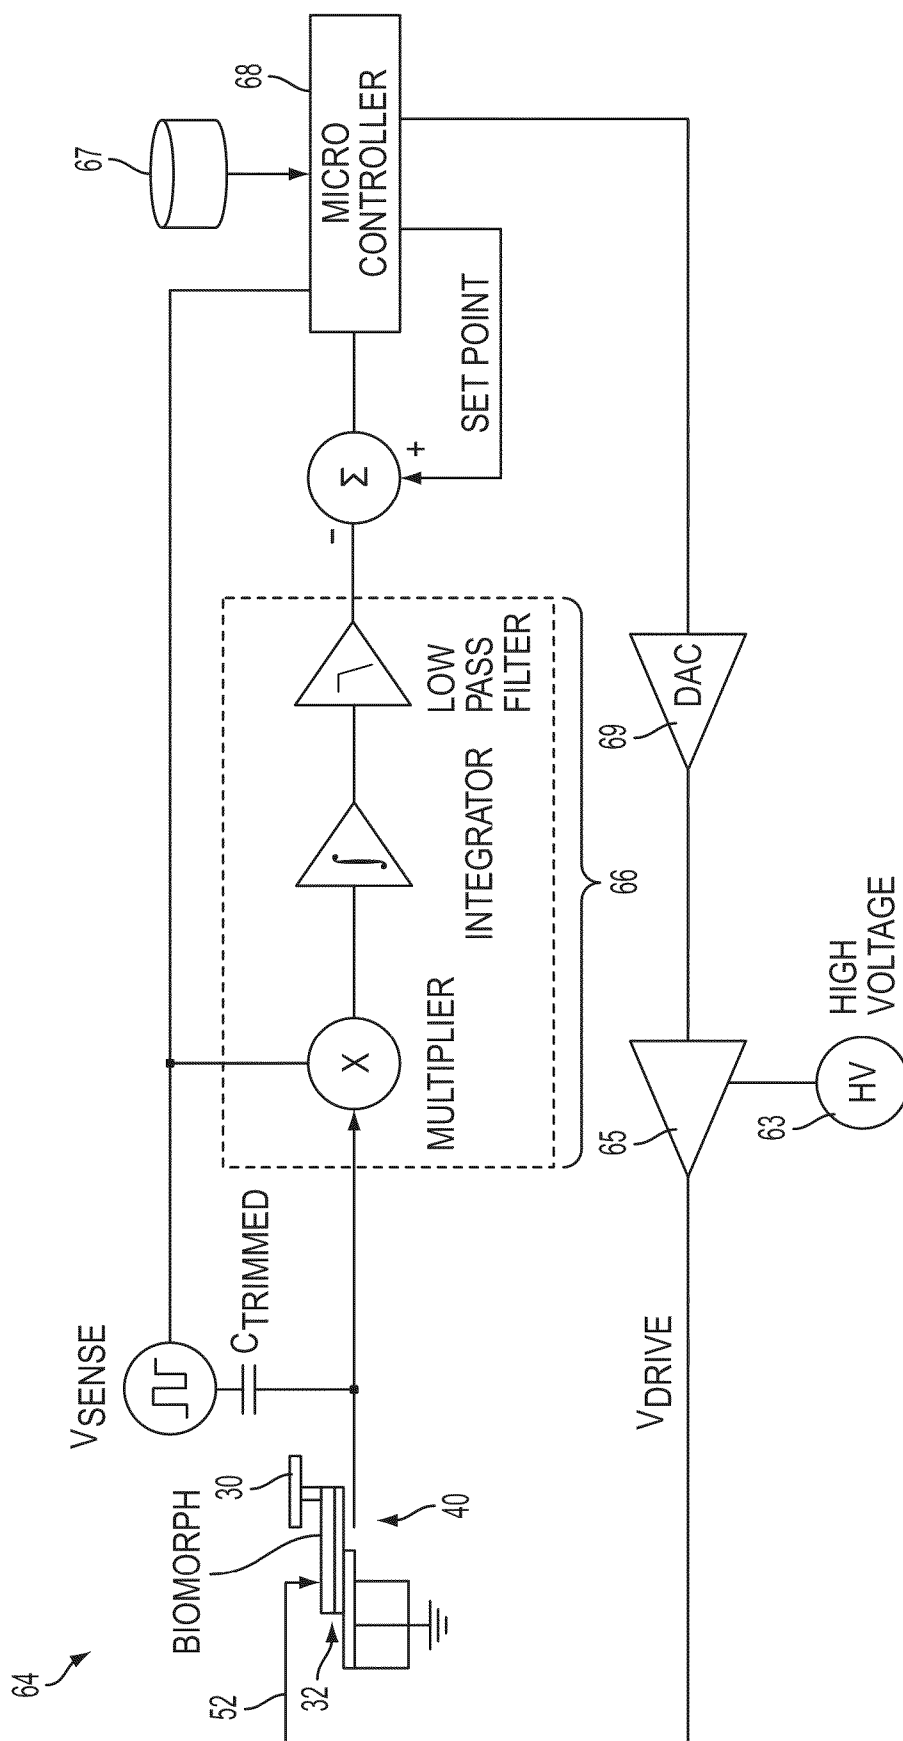 64
52
32
BIOMORPH
30
40
VSENSE
CTRIMMED
VDRIVE
X
MULTIPLIER
∫
INTEGRATOR
LOW
PASS
FILTER
66
-
Σ
+
SET POINT
MICRO
CONTROLLER
68
67
65
63
HV
HIGH
VOLTAGE
69
DAC